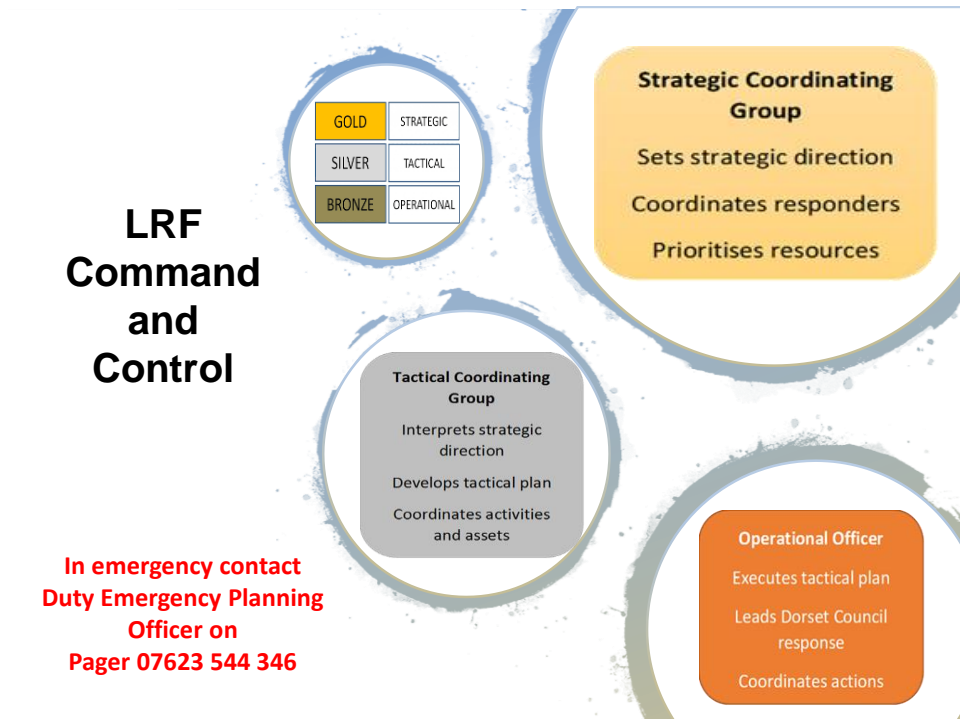 LRF
Command
and
Control
In emergency contact
Duty Emergency Planning
Officer on
Pager 07623 544 346
GOLD STRATEGIC
SILVER TACTICAL
BRONZE OPERATIONAL
Strategic Coordinating
Group
Sets strategic direction
Coordinates responders
Prioritises resources
Tactical Coordinating
Group
Interprets strategic
direction
Develops tactical plan
Coordinates activities
and assets
Operational Officer
Executes tactical plan
Leads Dorset Council
response
Coordinates actions